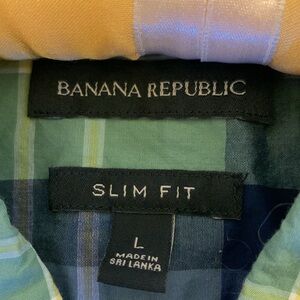 BANANA REPUBLIC
SLIM FIT
L
MADE IN
SRI LANKA